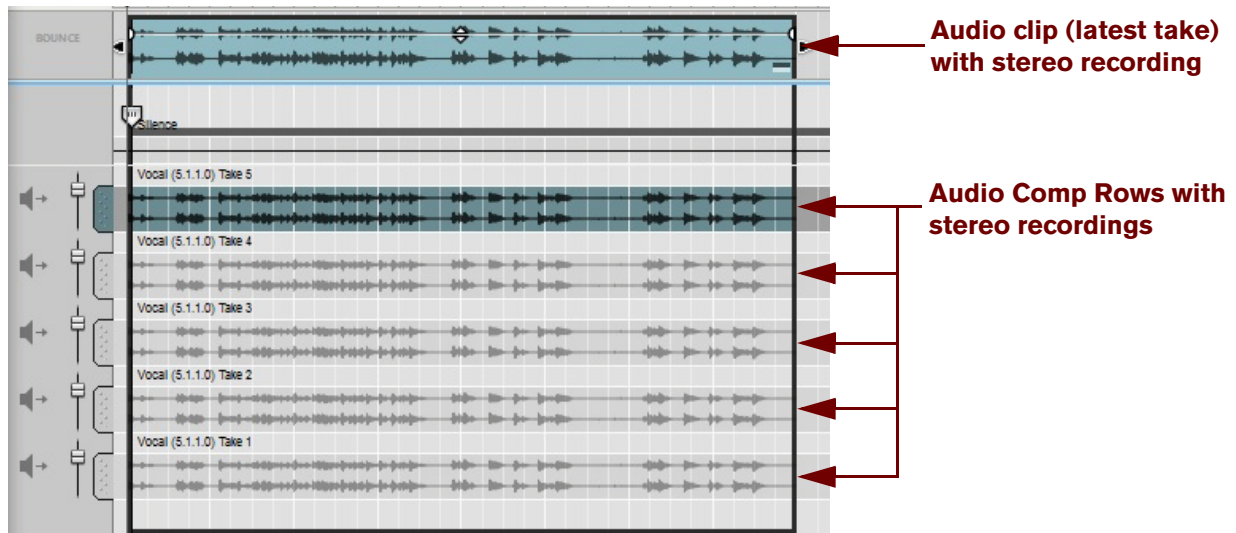 BOUNCE
Audio clip (latest take)
with stereo recording
Silence
Vocal (5.1.1.0) Take 5
Audio Comp Rows with
stereo recordings
Vocal (5.1.1.0) Take 4
Vocal (5.1.1.0) Take 3
Vocal (5.1.1.0) Take 2
Vocal (5.1.1.0) Take 1